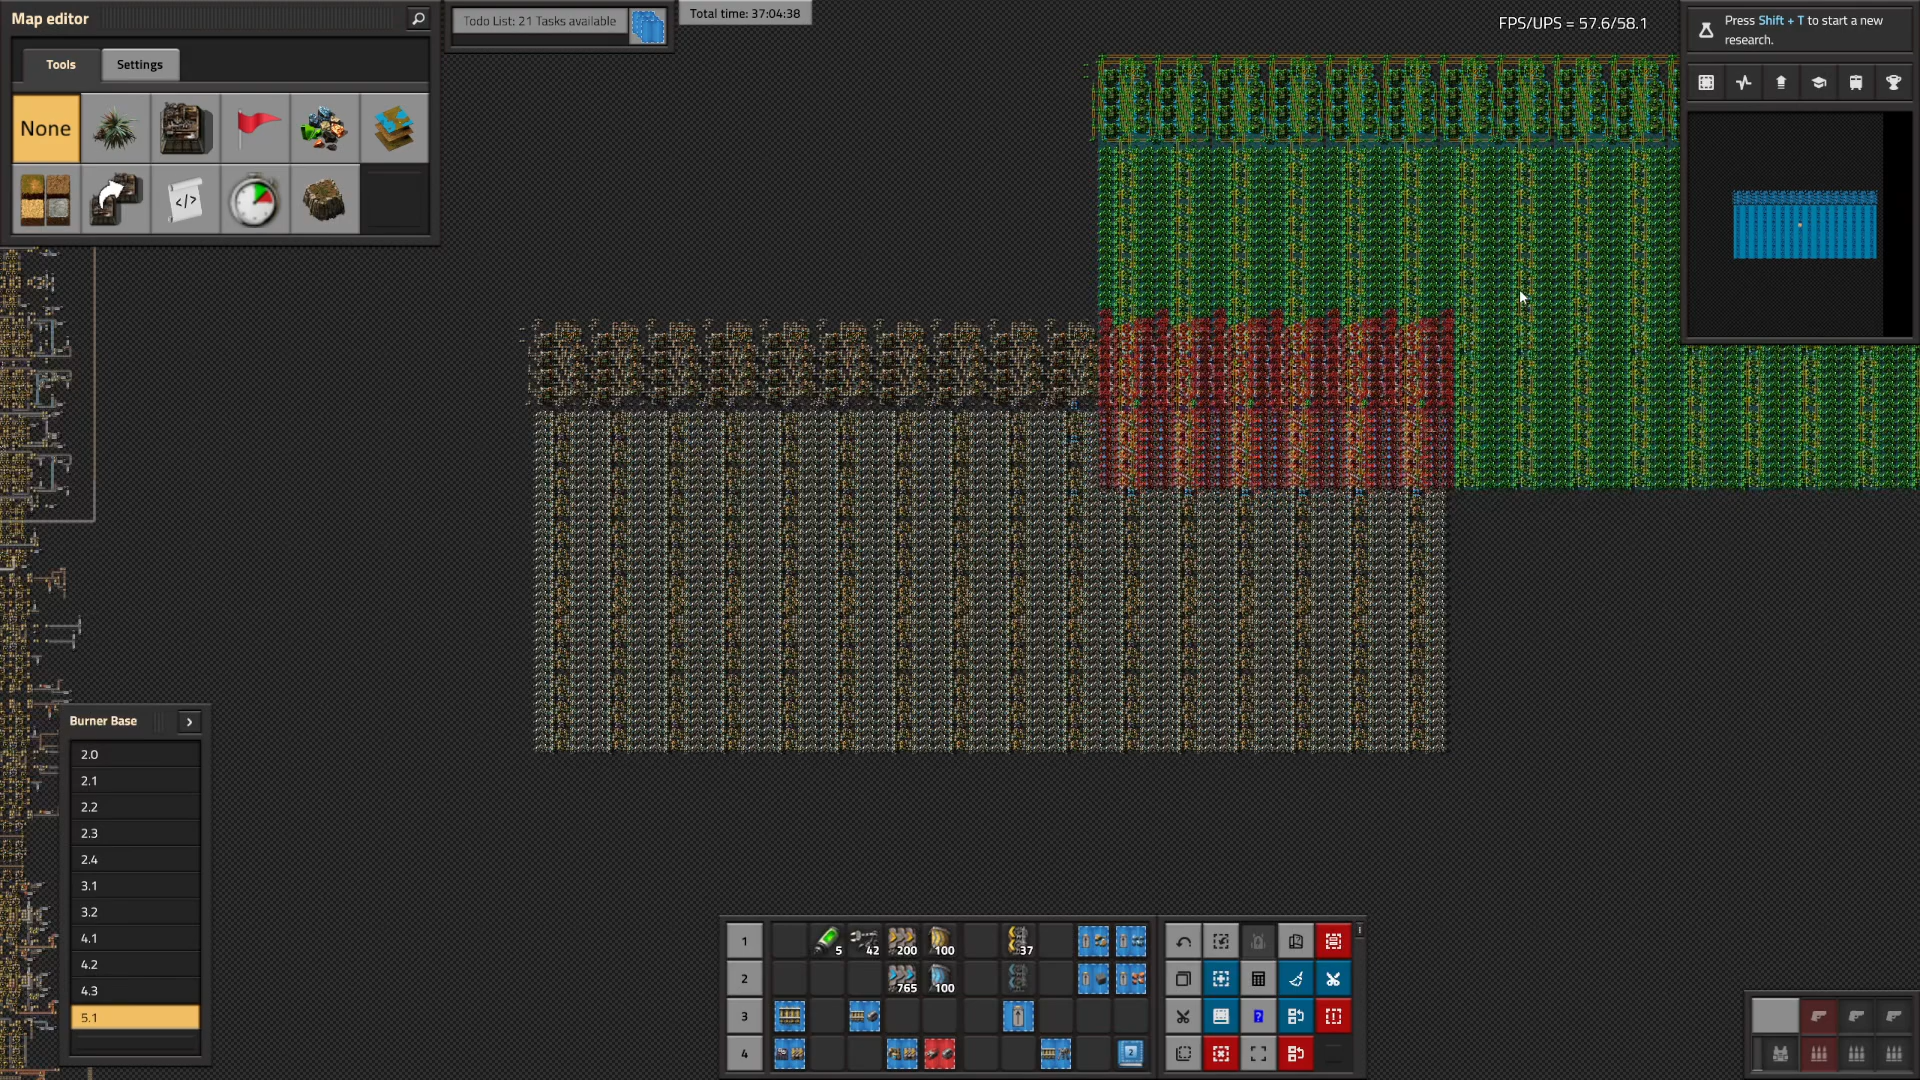 Map editor
Tools
Settings
None
</>
Todo List: 21 Tasks available
Total time: 37:04:38
FPS/UPS = 57.6/58.1
Press Shift + T to start a new
research.
Burner Base
2.0
2.1
2.2
2.3
2.4
3.1
3.2
4.1
4.2
4.3
5.1
1
5
42
200
100
37
2
765
100
3
4
2
?